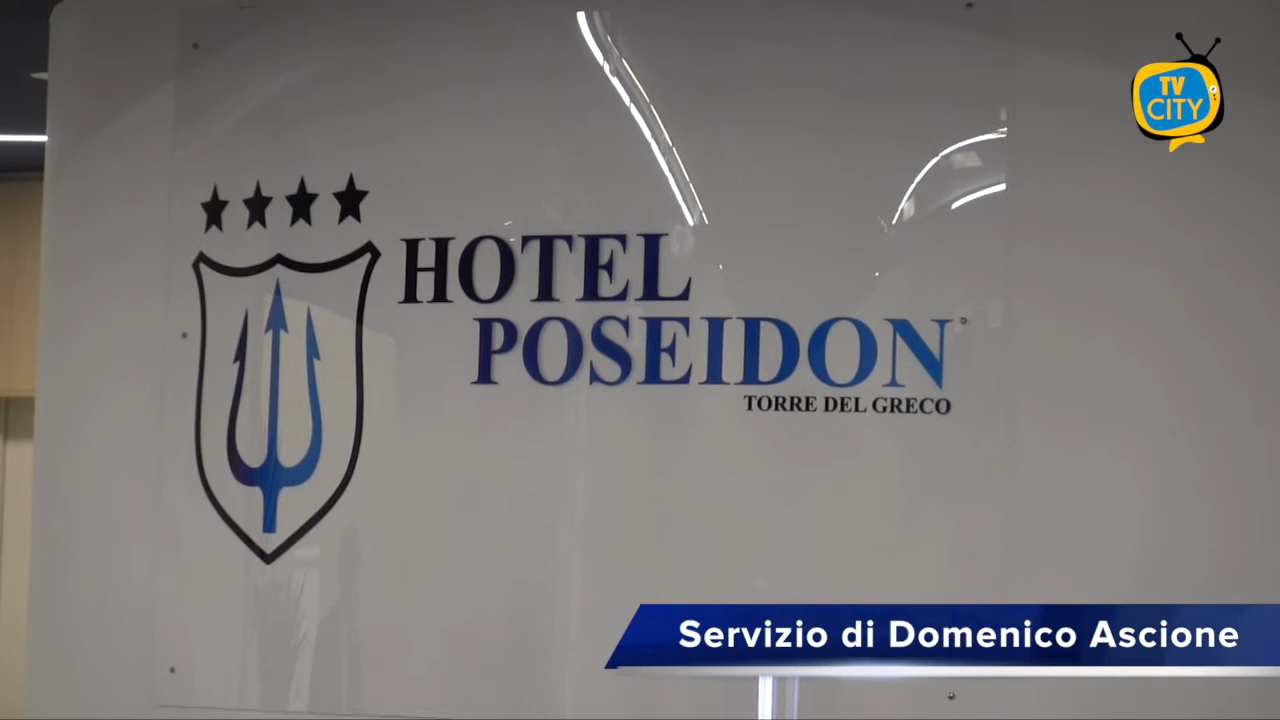 TV
CITY
HOTEL
POSEIDON
TORRE DEL GRECO
Servizio di Domenico Ascione